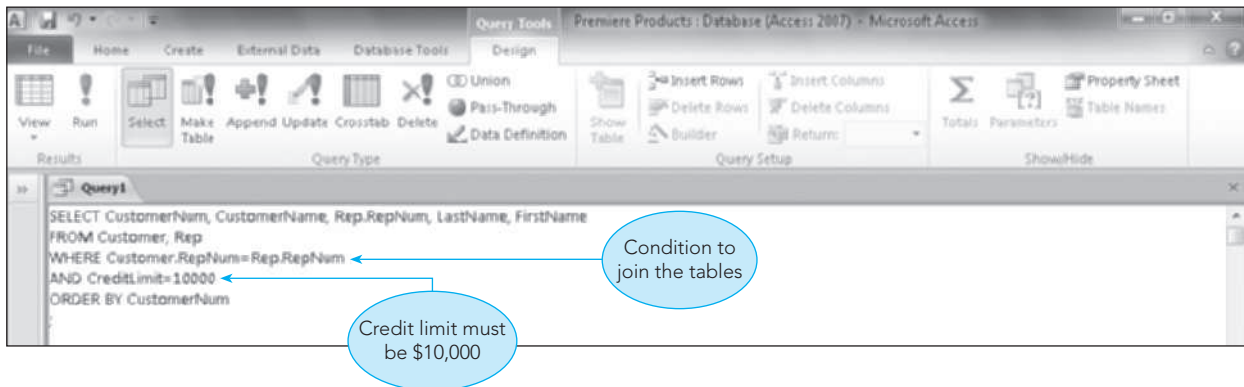 Query Tools Premiere Products : Database (Access 2007) - Microsoft Access
File Home Create External Data Database Tools Design
View
Run
Select
Make Table
Append
Update
Crosstab
Delete
Union
Pass-Through
Data Definition
Show Table
Insert Rows
Delete Rows
Builder
Insert Columns
Delete Columns
Return:
Totals
Parameters
Property Sheet
Table Names
Results Query Type Query Setup Show/Hide
Query1
SELECT CustomerNum, CustomerName, Rep.RepNum, LastName, FirstName
FROM Customer, Rep
WHERE Customer.RepNum=Rep.RepNum
AND CreditLimit=10000
ORDER BY CustomerNum
;
Condition to
join the tables
Credit limit must
be $10,000